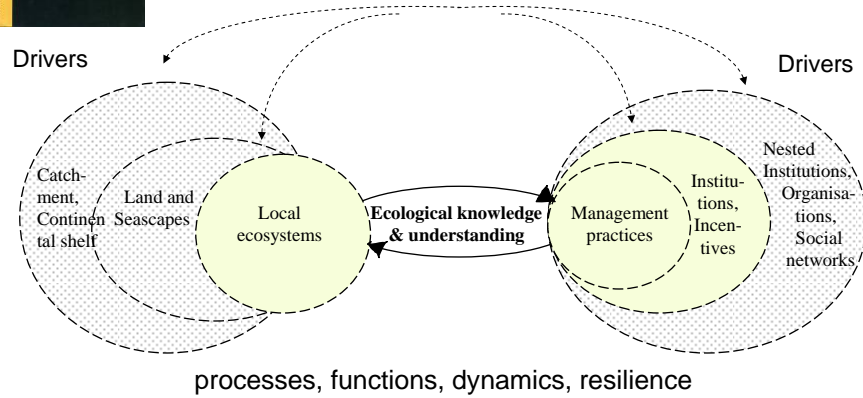 Drivers
Drivers
Catch-
ment,
Continen
tal shelf
Land and
Seascapes
Local
ecosystems
Ecological knowledge
& understanding
Management
practices
Institu-
tions,
Incen-
tives
Nested
Institutions,
Organisa-
tions,
Social
networks
processes, functions, dynamics, resilience